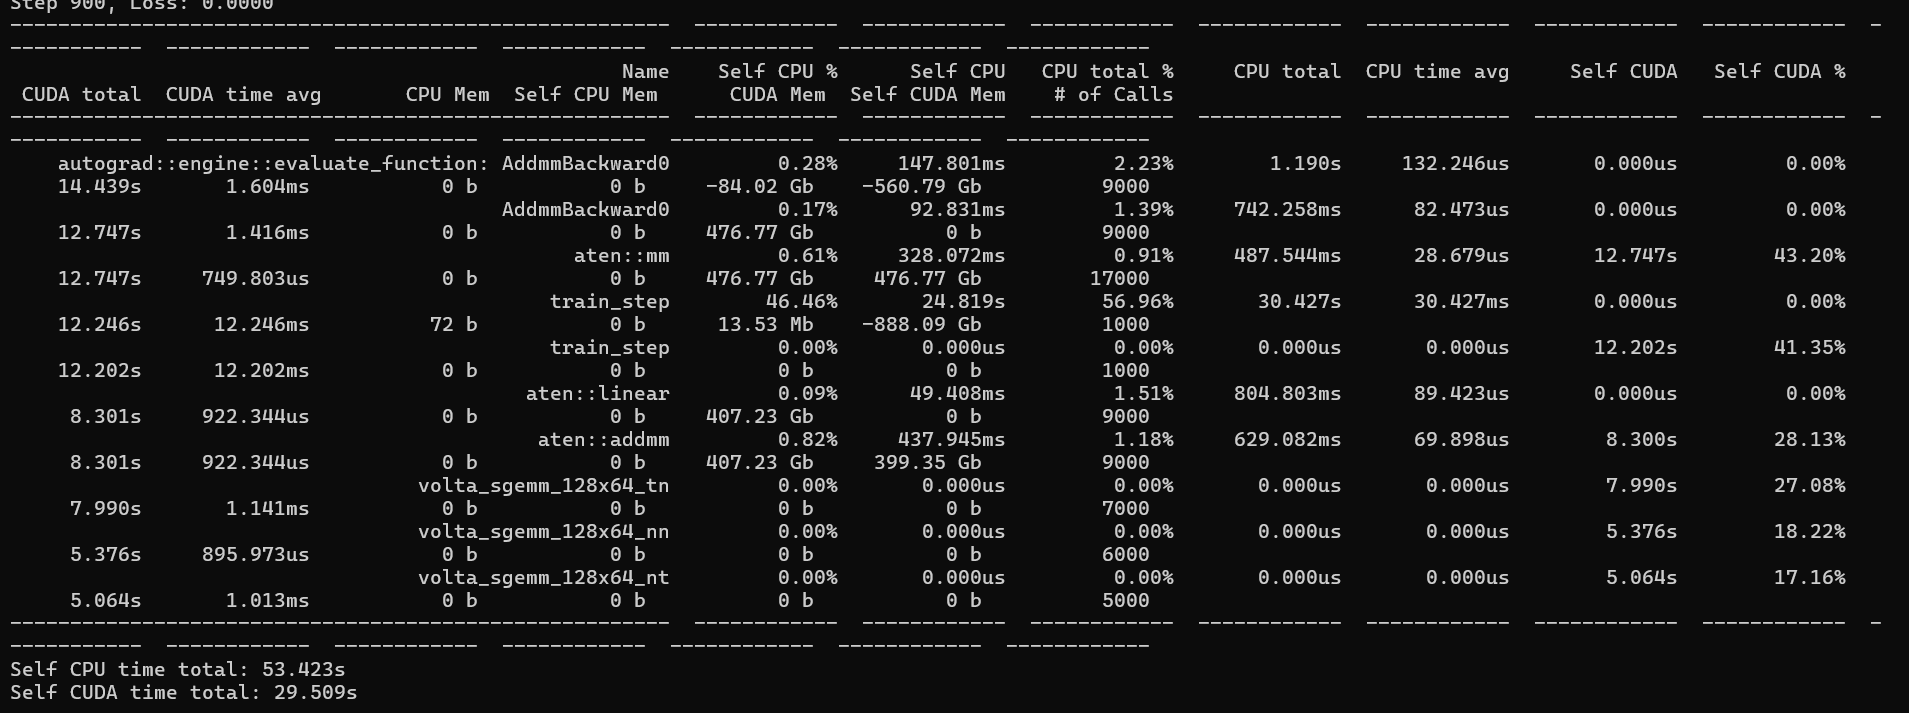 Step 900, Loss: 0.0000
-------------------------------------------------------  ------------  ------------  ------------  ------------  ------------  ------------  ------------  -
-----------  ------------  ------------  ------------  ------------  ------------  ------------
Name    Self CPU %      Self CPU   CPU total %     CPU total  CPU time avg     Self CUDA   Self CUDA %
CUDA total  CUDA time avg       CPU Mem  Self CPU Mem      CUDA Mem  Self CUDA Mem    # of Calls
-------------------------------------------------------  ------------  ------------  ------------  ------------  ------------  ------------  ------------  -
-----------  ------------  ------------  ------------  ------------  ------------  ------------
autograd::engine::evaluate_function: AddmmBackward0         0.28%     147.801ms         2.23%        1.190s     132.246us       0.000us         0.00%
14.439s       1.604ms           0 b           0 b     -84.02 Gb    -560.79 Gb          9000
AddmmBackward0         0.17%      92.831ms         1.39%     742.258ms      82.473us       0.000us         0.00%
12.747s       1.416ms           0 b           0 b     476.77 Gb           0 b          9000
aten::mm         0.61%     328.072ms         0.91%     487.544ms      28.679us       12.747s        43.20%
12.747s     749.803us           0 b           0 b     476.77 Gb     476.77 Gb         17000
train_step        46.46%       24.819s        56.96%       30.427s      30.427ms       0.000us         0.00%
12.246s      12.246ms          72 b           0 b      13.53 Mb    -888.09 Gb          1000
train_step         0.00%       0.000us         0.00%       0.000us       0.000us       12.202s        41.35%
12.202s      12.202ms           0 b           0 b           0 b           0 b          1000
aten::linear         0.09%      49.408ms         1.51%     804.803ms      89.423us       0.000us         0.00%
8.301s     922.344us           0 b           0 b     407.23 Gb           0 b          9000
aten::addmm         0.82%     437.945ms         1.18%     629.082ms      69.898us        8.300s        28.13%
8.301s     922.344us           0 b           0 b     407.23 Gb     399.35 Gb          9000
volta_sgemm_128x64_tn         0.00%       0.000us         0.00%       0.000us       0.000us        7.990s        27.08%
7.990s       1.141ms           0 b           0 b           0 b           0 b          7000
volta_sgemm_128x64_nn         0.00%       0.000us         0.00%       0.000us       0.000us        5.376s        18.22%
5.376s     895.973us           0 b           0 b           0 b           0 b          6000
volta_sgemm_128x64_nt         0.00%       0.000us         0.00%       0.000us       0.000us        5.064s        17.16%
5.064s       1.013ms           0 b           0 b           0 b           0 b          5000
-------------------------------------------------------  ------------  ------------  ------------  ------------  ------------  ------------  ------------  -
-----------  ------------  ------------  ------------  ------------  ------------  ------------
Self CPU time total: 53.423s
Self CUDA time total: 29.509s